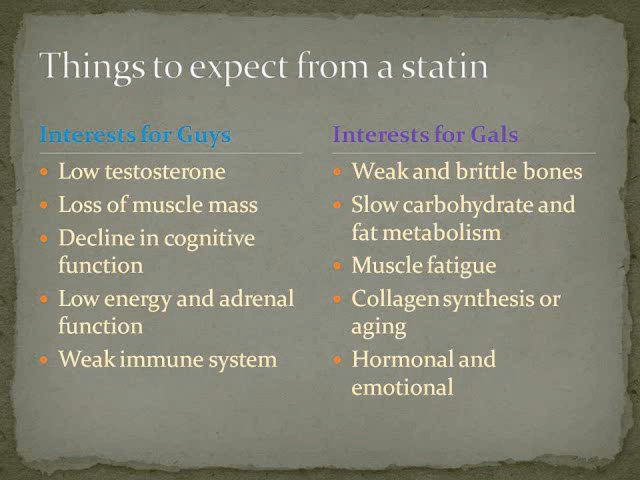 Things to expect from a statin
Interests for Guys
Low testosterone
Loss of muscle mass
Decline in cognitive
function
Low energy and adrenal
function
Weak immune system
Interests for Gals
Weak and brittle bones
Slow carbohydrate and
fat metabolism
Muscle fatigue
Collagen synthesis or
aging
Hormonal and
emotional